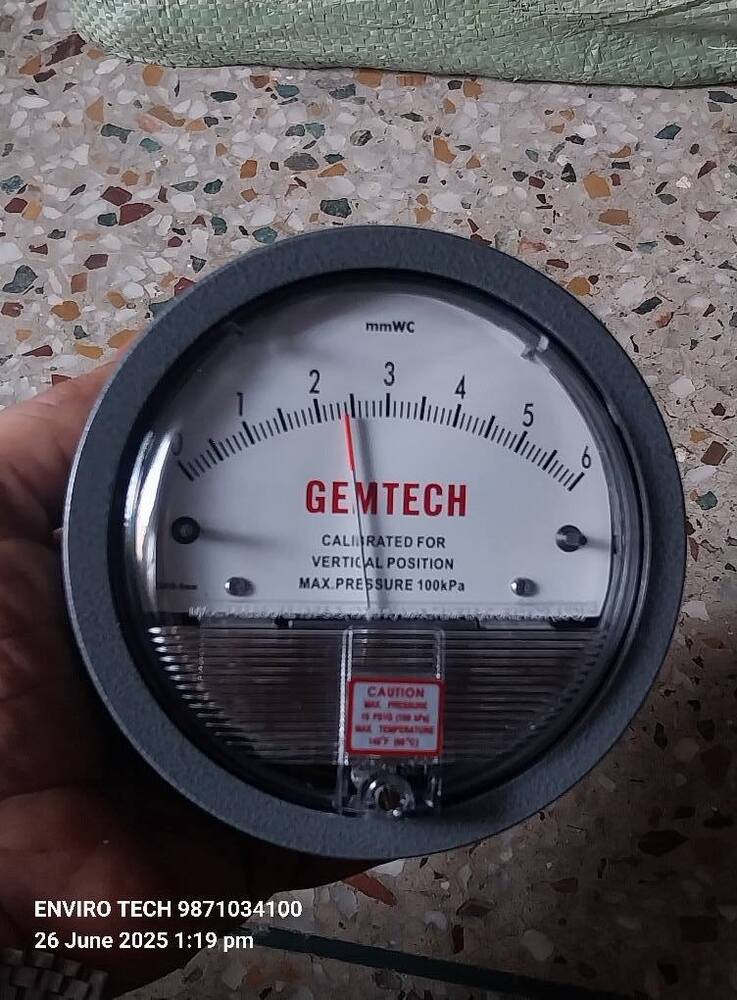 mmWC
0 1 2 3 4 5 6
GEMTECH
CALIBRATED FOR
VERTICAL POSITION
MAX.PRESSURE 100kPa
CAUTION
MAX. PRESSURE
15 PSIG (100 kPa)
MAX. TEMPERATURE
140°F (60°C)
ENVIRO TECH 9871034100
26 June 2025 1:19 pm